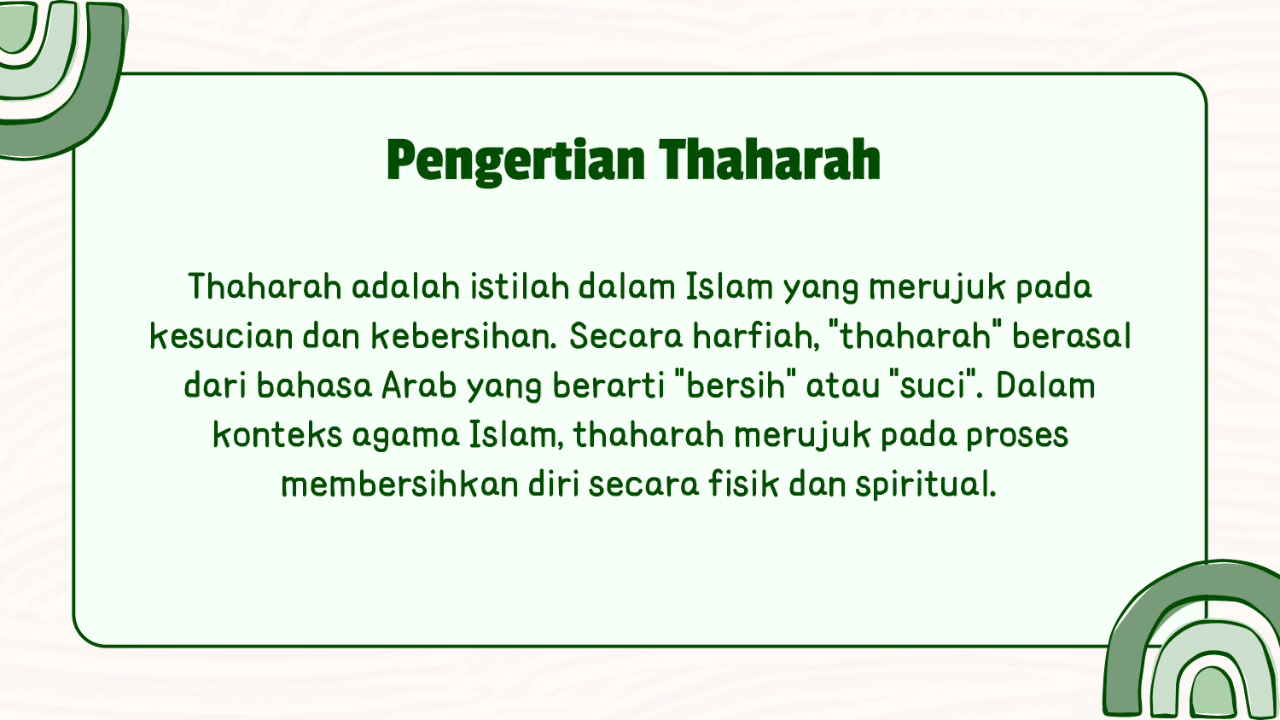 Pengertian Thaharah
Thaharah adalah istilah dalam Islam yang merujuk pada
kesucian dan kebersihan. Secara harfiah, "thaharah" berasal
dari bahasa Arab yang berarti "bersih" atau "suci". Dalam
konteks agama Islam, thaharah merujuk pada proses
membersihkan diri secara fisik dan spiritual.